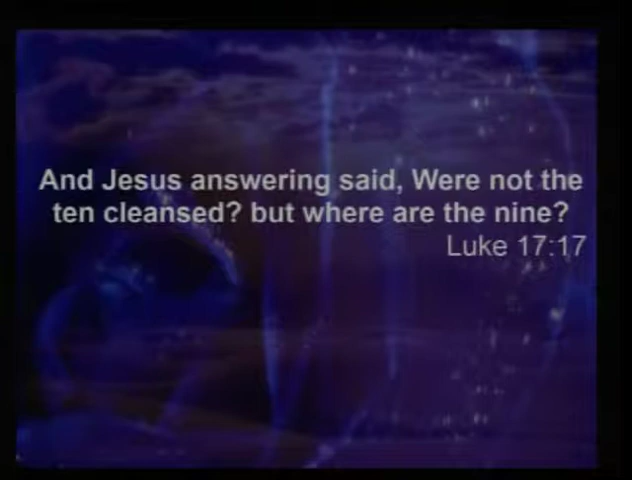 And Jesus answering said, Were not the
ten cleansed? but where are the nine?
Luke 17:17